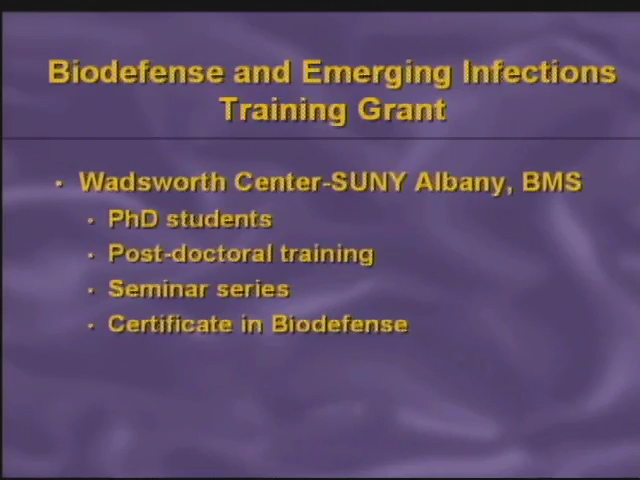 Biodefense and Emerging Infections
Training Grant
• Wadsworth Center-SUNY Albany, BMS
• PhD students
• Post-doctoral training
• Seminar series
• Certificate in Biodefense